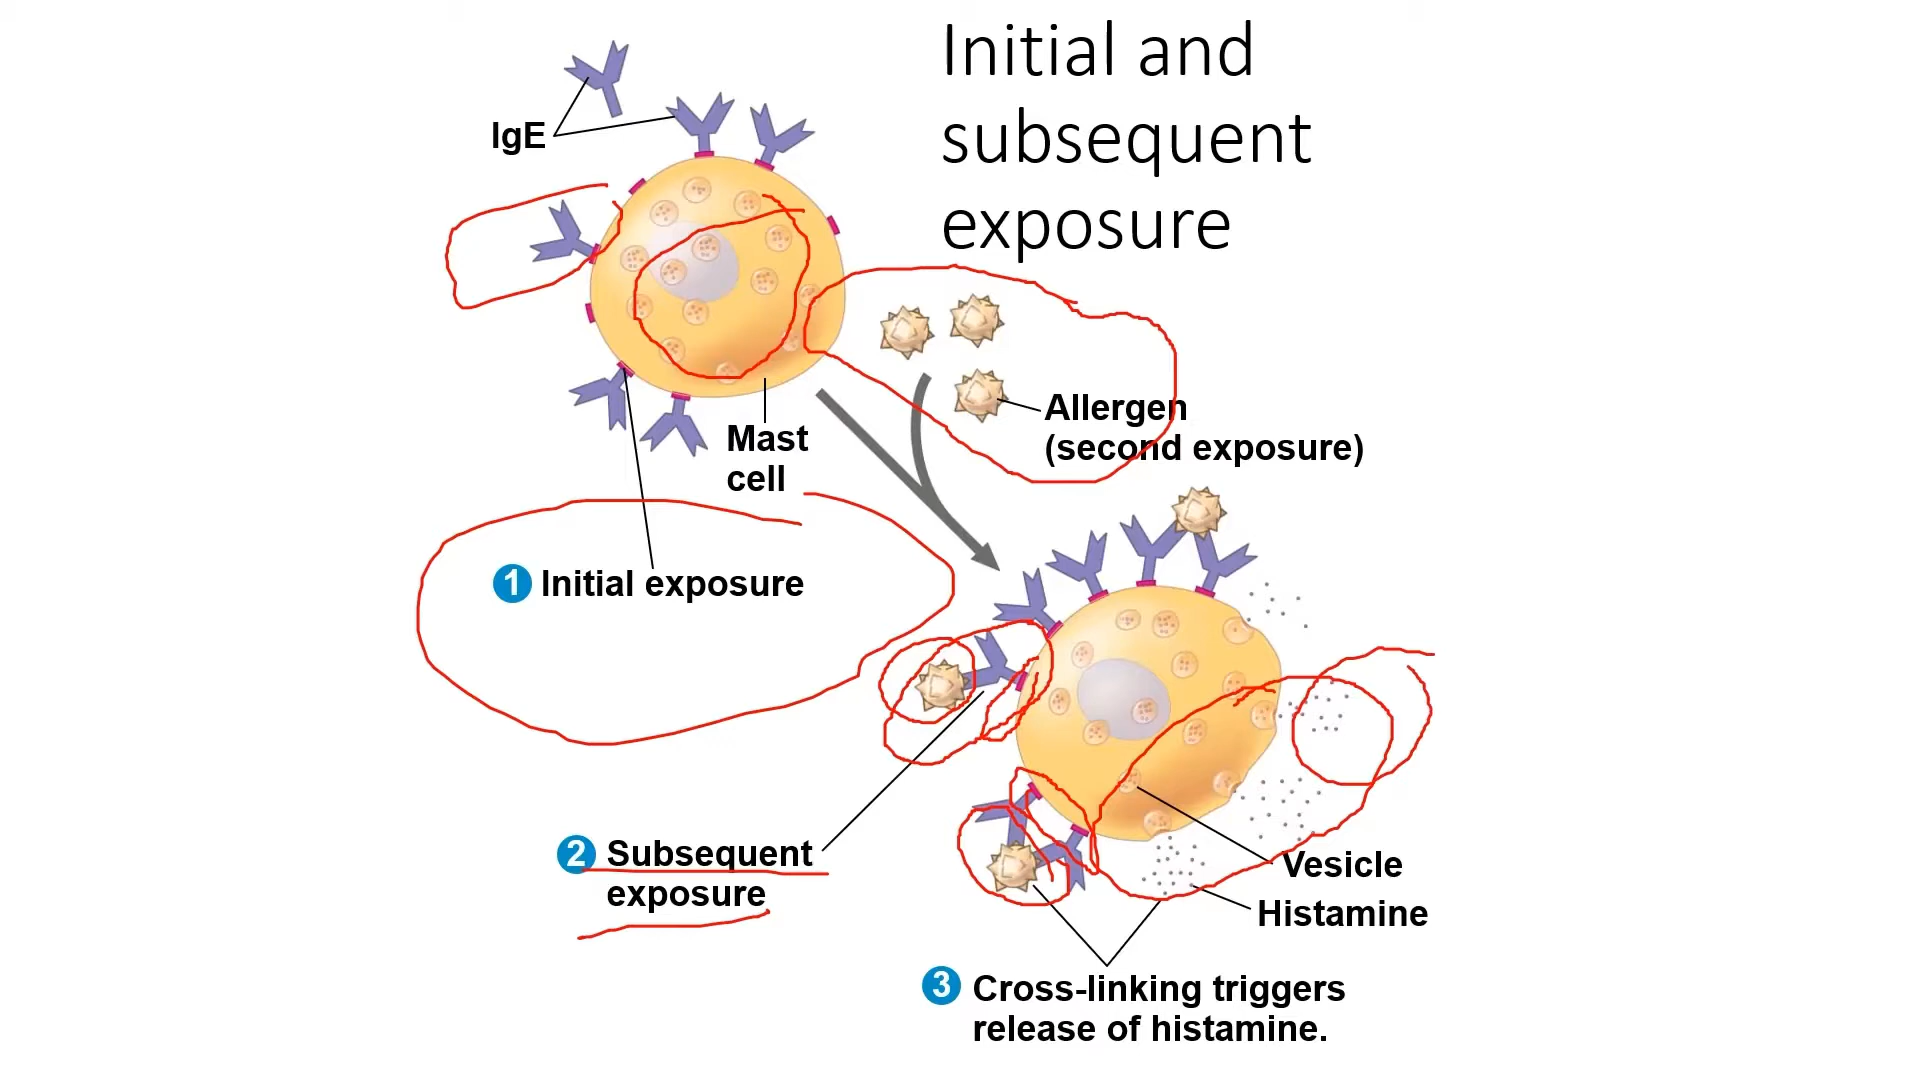 Initial and
subsequent
exposure
IgE
Mast
cell
Allergen
(second exposure)
1 Initial exposure
2 Subsequent
exposure
Vesicle
Histamine
3 Cross-linking triggers
release of histamine.